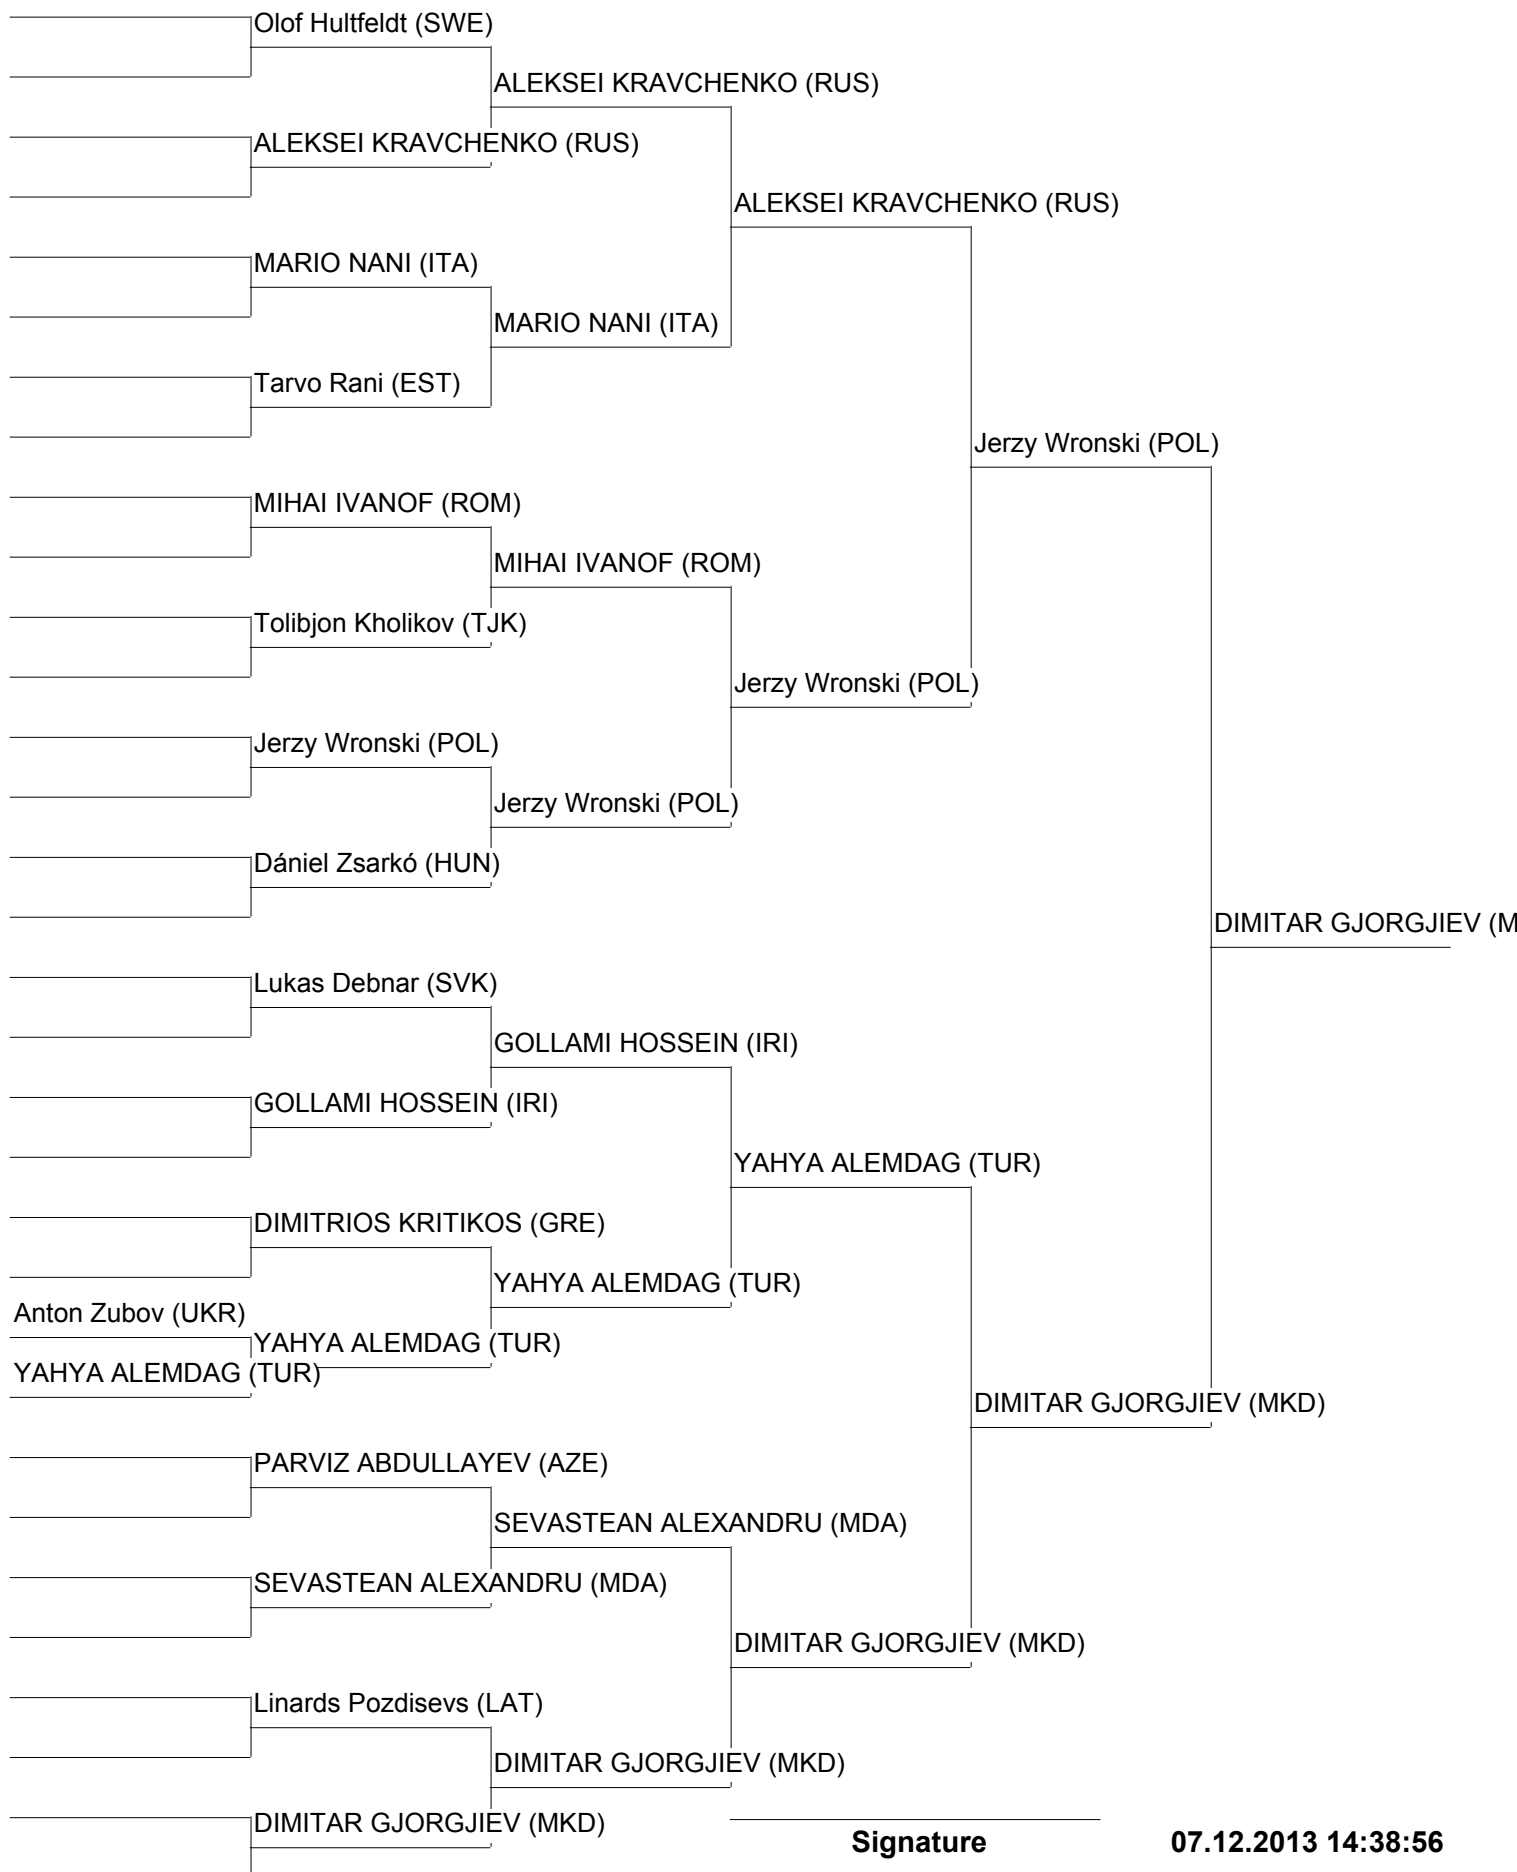 Olof Hultfeldt (SWE)
ALEKSEI KRAVCHENKO (RUS)
ALEKSEI KRAVCHENKO (RUS)
ALEKSEI KRAVCHENKO (RUS)
MARIO NANI (ITA)
MARIO NANI (ITA)
Tarvo Rani (EST)
Jerzy Wronski (POL)
MIHAI IVANOF (ROM)
MIHAI IVANOF (ROM)
Tolibjon Kholikov (TJK)
Jerzy Wronski (POL)
Jerzy Wronski (POL)
Jerzy Wronski (POL)
Dániel Zsarkó (HUN)
DIMITAR GJORGJIEV (M
Lukas Debnar (SVK)
GOLLAMI HOSSEIN (IRI)
GOLLAMI HOSSEIN (IRI)
YAHYA ALEMDAG (TUR)
DIMITRIOS KRITIKOS (GRE)
YAHYA ALEMDAG (TUR)
Anton Zubov (UKR)
YAHYA ALEMDAG (TUR)
YAHYA ALEMDAG (TUR)
DIMITAR GJORGJIEV (MKD)
PARVIZ ABDULLAYEV (AZE)
SEVASTEAN ALEXANDRU (MDA)
SEVASTEAN ALEXANDRU (MDA)
DIMITAR GJORGJIEV (MKD)
Linards Pozdisevs (LAT)
DIMITAR GJORGJIEV (MKD)
DIMITAR GJORGJIEV (MKD)
Signature
07.12.2013 14:38:56